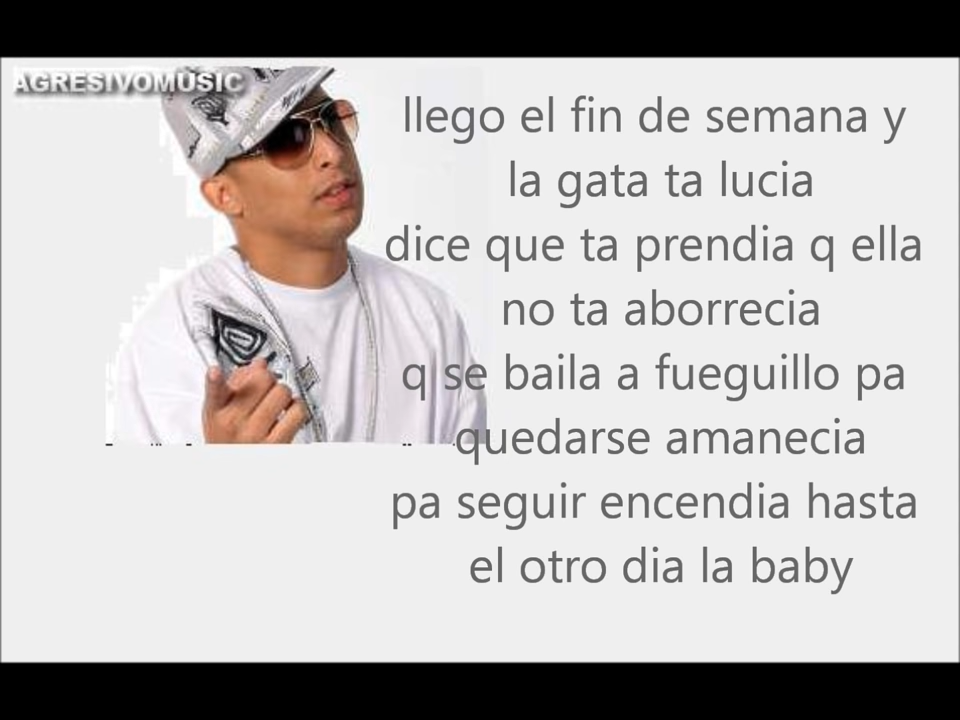 AGRESIVOMUSIC
llego el fin de semana y
la gata ta lucia
dice que ta prendia q ella
no ta aborrecia
q se baila a fueguillo pa
quedarse amanecia
pa seguir encendia hasta
el otro dia la baby